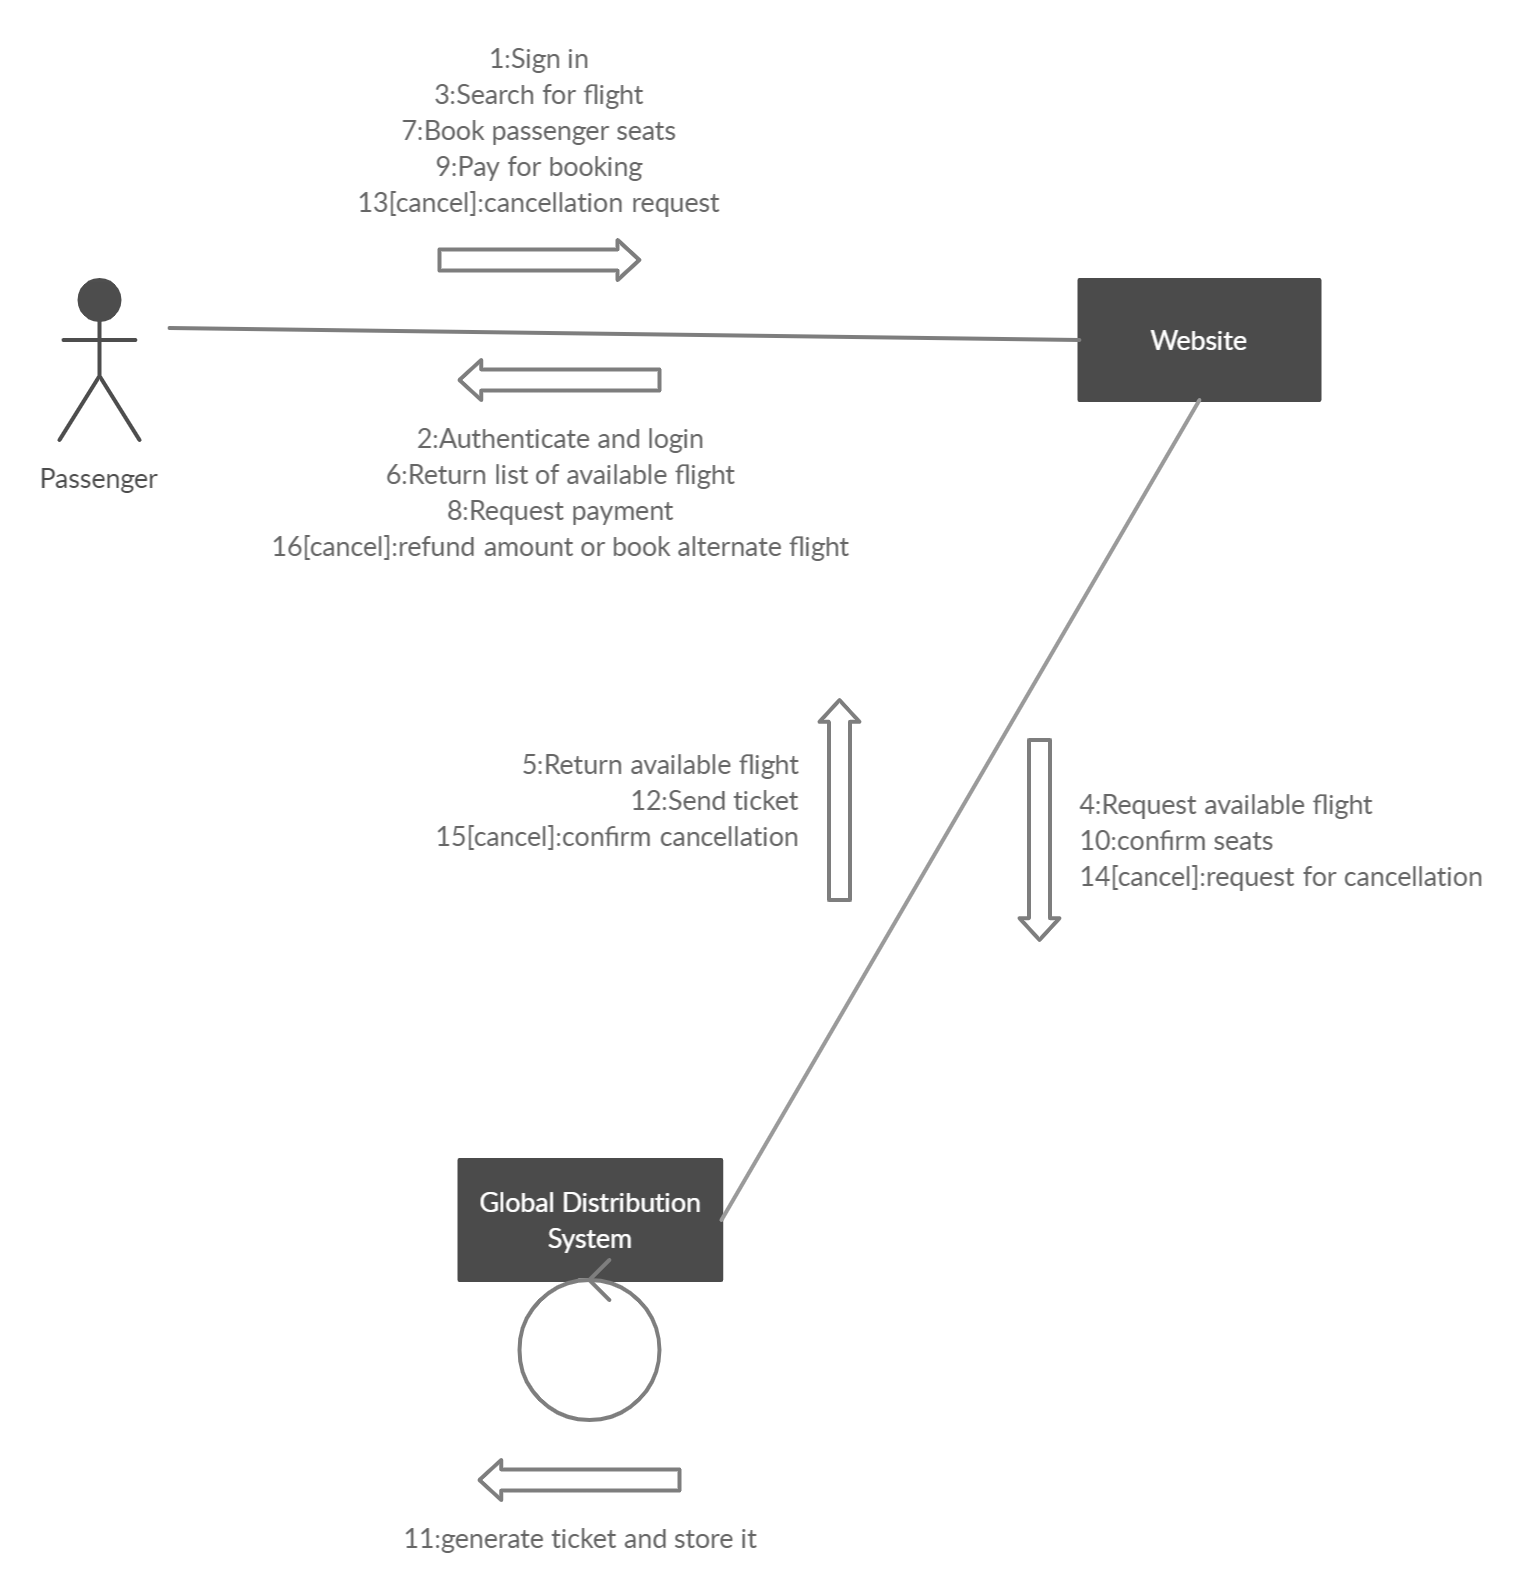 1:Sign in
3:Search for flight
7:Book passenger seats
9:Pay for booking
13[cancel]:cancellation request
Website
Passenger
2:Authenticate and login
6:Return list of available flight
8:Request payment
16[cancel]:refund amount or book alternate flight
5:Return available flight
12:Send ticket
15[cancel]:confirm cancellation
4:Request available flight
10:confirm seats
14[cancel]:request for cancellation
Global Distribution
System
11:generate ticket and store it